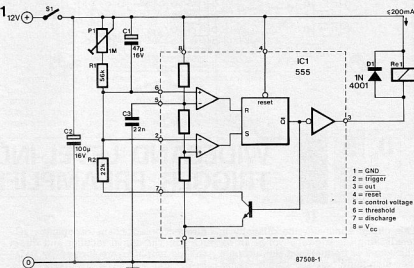 1
12V
S1
≤200mA
P1
1M
C1
47µ
16V
R1
56k
C3
22n
C2
100µ
16V
R2
22k
8
4
6
5
2
7
1
3
IC1
555
reset
R
S
Q̅
D1
1N
4001
Re1
0
1 = GND
2 = trigger
3 = out
4 = reset
5 = control voltage
6 = threshold
7 = discharge
8 = VCC
87508-1